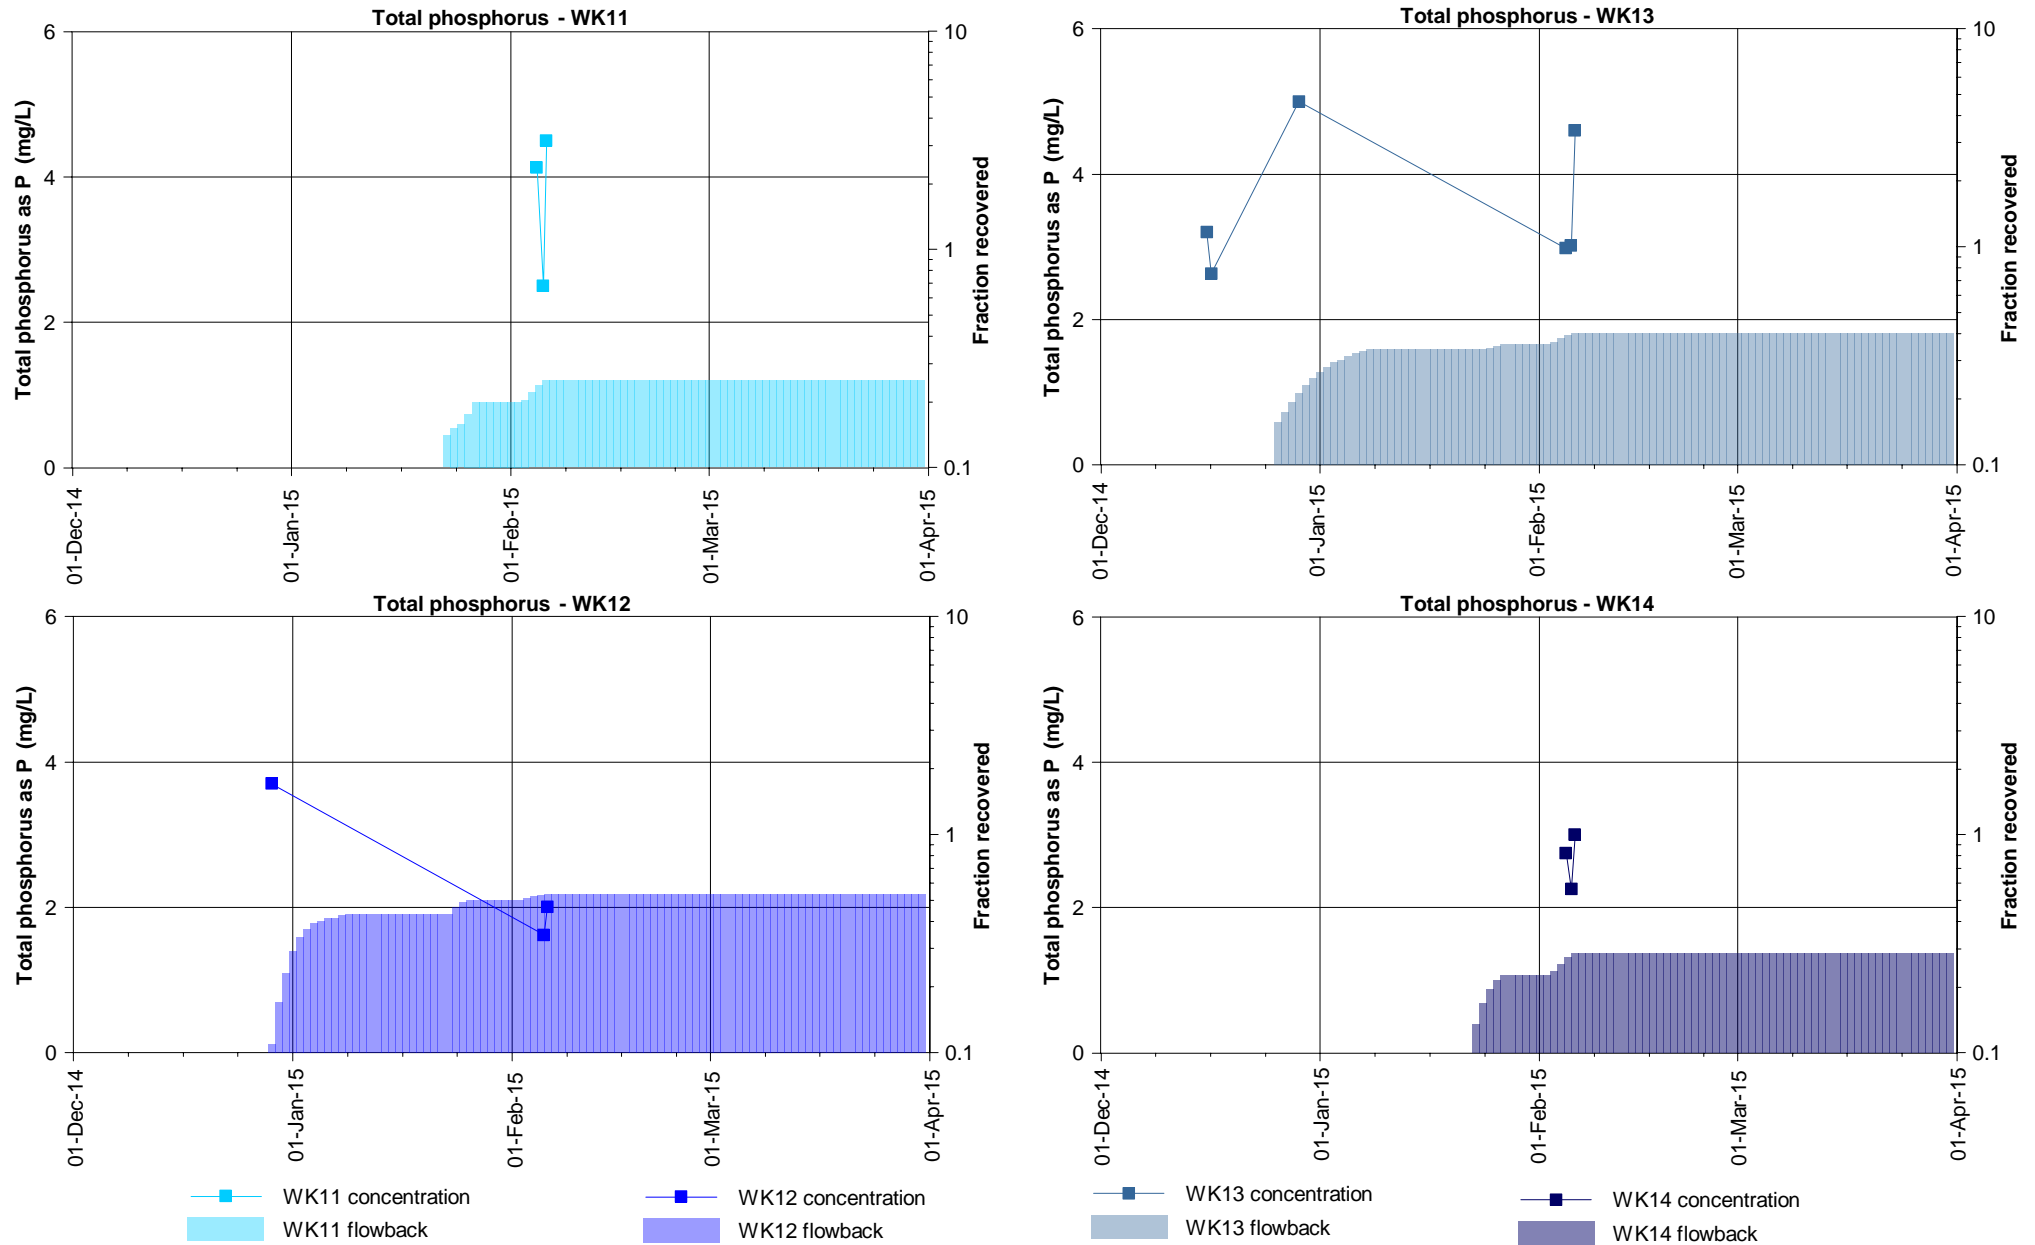 Total phosphorus - WK11
6
4
2
0
Total phosphorus as P (mg/L)
10
1
0.1
Fraction recovered
01-Dec-14
01-Jan-15
01-Feb-15
01-Mar-15
01-Apr-15
Total phosphorus - WK13
6
4
2
0
Total phosphorus as P (mg/L)
10
1
0.1
Fraction recovered
01-Dec-14
01-Jan-15
01-Feb-15
01-Mar-15
01-Apr-15
Total phosphorus - WK12
6
4
2
0
Total phosphorus as P (mg/L)
10
1
0.1
Fraction recovered
01-Dec-14
01-Jan-15
01-Feb-15
01-Mar-15
01-Apr-15
Total phosphorus - WK14
6
4
2
0
Total phosphorus as P (mg/L)
10
1
0.1
Fraction recovered
01-Dec-14
01-Jan-15
01-Feb-15
01-Mar-15
01-Apr-15
WK11 concentration
WK11 flowback
WK12 concentration
WK12 flowback
WK13 concentration
WK13 flowback
WK14 concentration
WK14 flowback